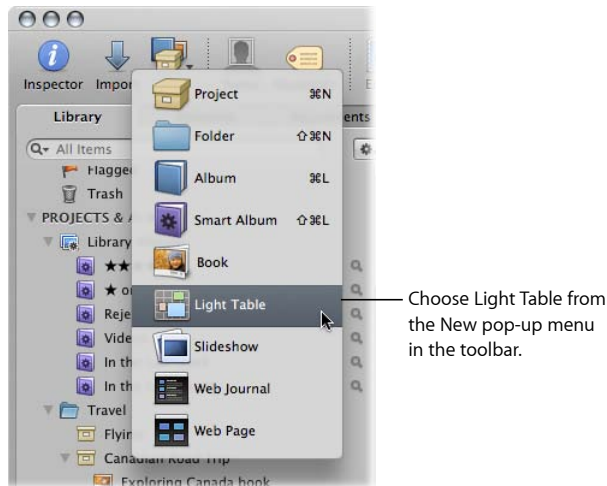 Inspector Impor
Library
ents
All Items
Flagge
Trash
PROJECTS & A
Library
★★
★ o
Reje
Vide
In th
In th
Travel
Flyin
Canadian Road Trip
Exploring Canada book
Project ⌘N
Folder ⇧⌘N
Album ⌘L
Smart Album ⇧⌘L
Book
Light Table
Slideshow
Web Journal
Web Page
Choose Light Table from
the New pop-up menu
in the toolbar.